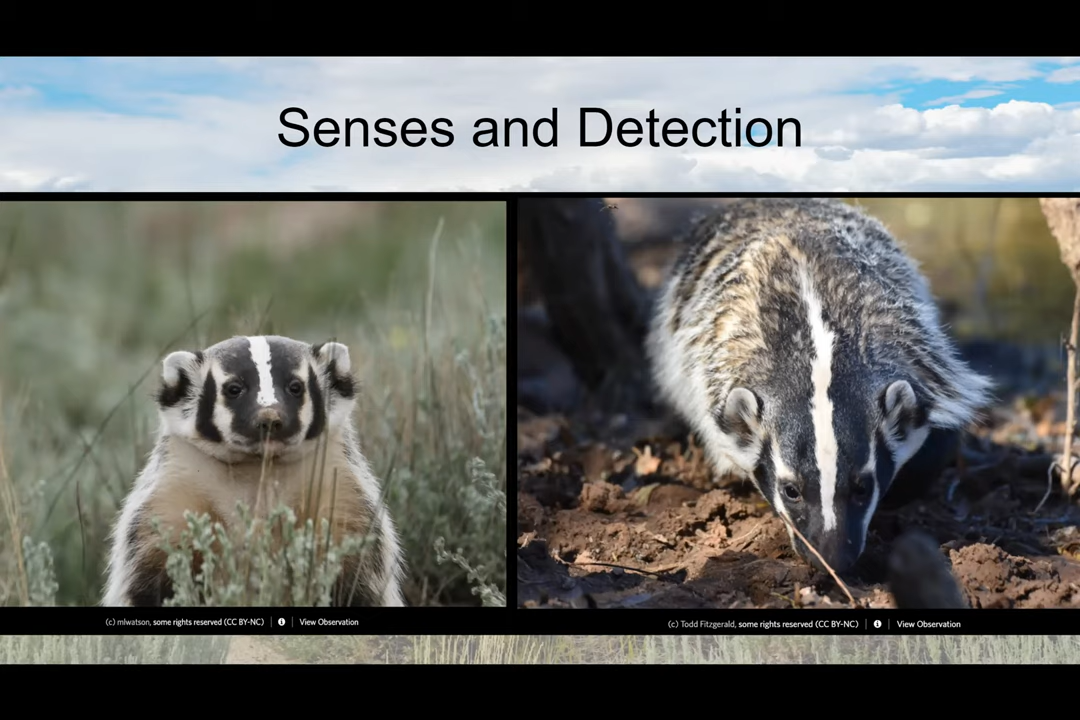 Senses and Detection
(c) mlwatson, some rights reserved (CC BY-NC) | View Observation
(c) Todd Fitzgerald, some rights reserved (CC BY-NC) | View Observation